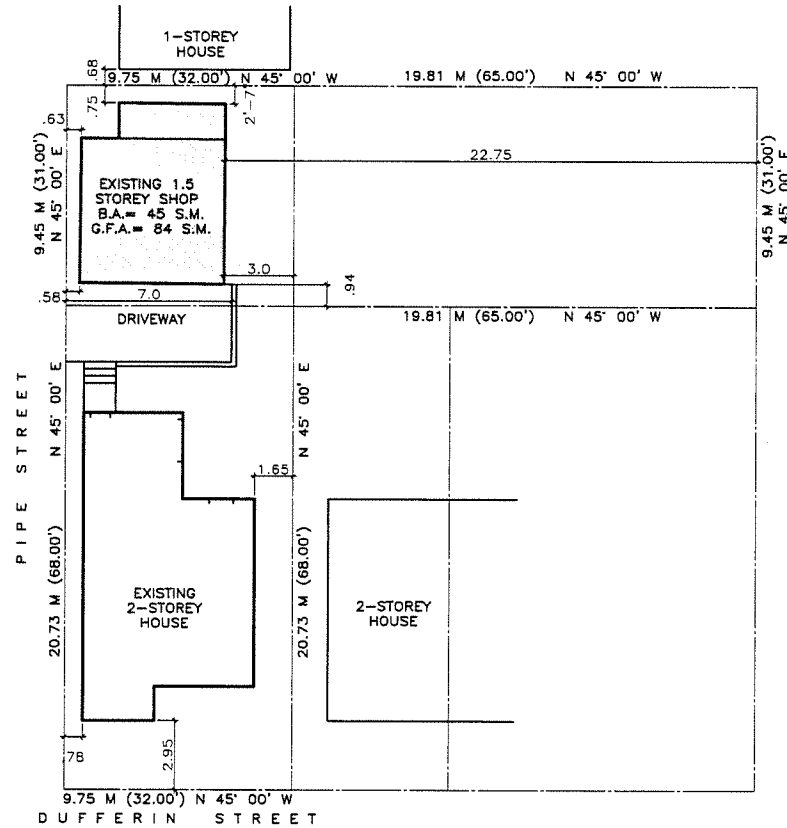 1-STOREY
HOUSE
.68
9.75 M (32.00') N 45° 00' W
19.81 M (65.00') N 45° 00' W
.75
2'-7
.63
22.75
9.45 M (31.00')
N 45° 00' E
EXISTING 1.5
STOREY SHOP
B.A.= 45 S.M.
G.F.A.= 84 S.M.
9.45 M (31.00')
N 45° 00' E
3.0
.94
.58
7.0
DRIVEWAY
19.81 M (65.00') N 45° 00' W
PIPE STREET
N 45° 00' E
20.73 M (68.00')
N 45° 00' E
20.73 M (68.00')
1.65
EXISTING
2-STOREY
HOUSE
2-STOREY
HOUSE
.78
2.95
9.75 M (32.00') N 45° 00' W
DUFFERIN STREET